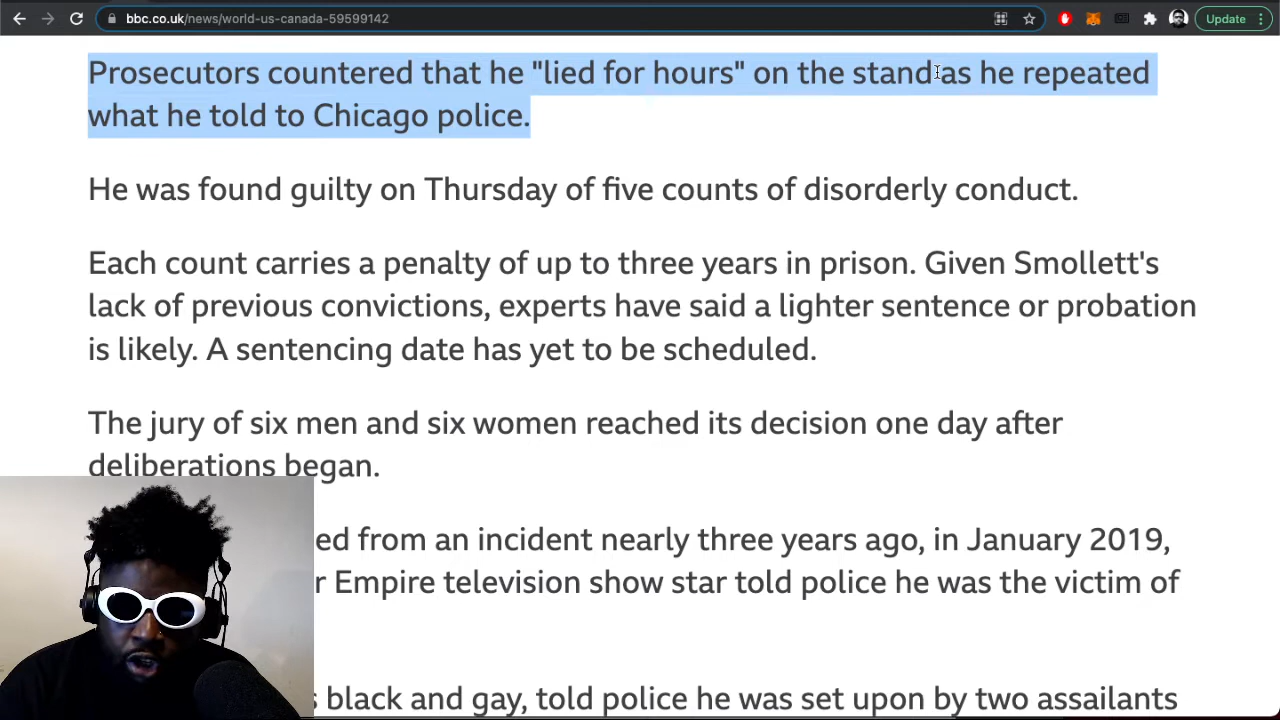 bbc.co.uk/news/world-us-canada-59599142
Update
Prosecutors countered that he "lied for hours" on the stand as he repeated
what he told to Chicago police.
He was found guilty on Thursday of five counts of disorderly conduct.
Each count carries a penalty of up to three years in prison. Given Smollett's
lack of previous convictions, experts have said a lighter sentence or probation
is likely. A sentencing date has yet to be scheduled.
The jury of six men and six women reached its decision one day after
deliberations began.
ed from an incident nearly three years ago, in January 2019,
r Empire television show star told police he was the victim of
s black and gay, told police he was set upon by two assailants